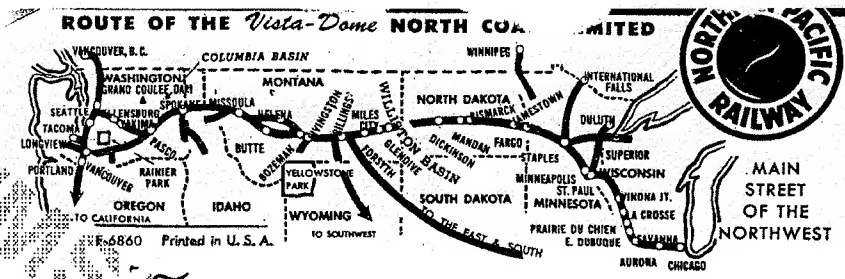 ROUTE OF THE Vista-Dome NORTH COA MITED
NORTH PACIFIC
RAILWAY
VANCOUVER, B.C.
COLUMBIA BASIN
WINNIPEG
WASHINGTON
GRAND COULEE DAM
MONTANA
INTERNATIONAL
FALLS
SEATTLE
ELLENSBURG
SPOKANE
MISSOULA
HELENA
LIVINGSTON
BILLINGS
MILES
WILLISTON BASIN
NORTH DAKOTA
BISMARCK
JAMESTOWN
DULUTH
TACOMA
YAKIMA
LONGVIEW
PASCO
BUTTE
BOZEMAN
FORSYTH
GLENDIVE
DICKINSON
MANDAN
FARGO
STAPLES
SUPERIOR
WISCONSIN
PORTLAND
VANCOUVER
RAINIER
PARK
YELLOWSTONE
PARK
MINNEAPOLIS
ST. PAUL
MINNESOTA
OREGON
IDAHO
WYOMING
SOUTH DAKOTA
WINONA JT.
LA CROSSE
TO CALIFORNIA
TO SOUTHWEST
TO THE EAST & SOUTH
PRAIRIE DU CHIEN
E. DUBUQUE
SAVANNA
AURORA
CHICAGO
MAIN
STREET
OF THE
NORTHWEST
F-6860 Printed in U. S. A.